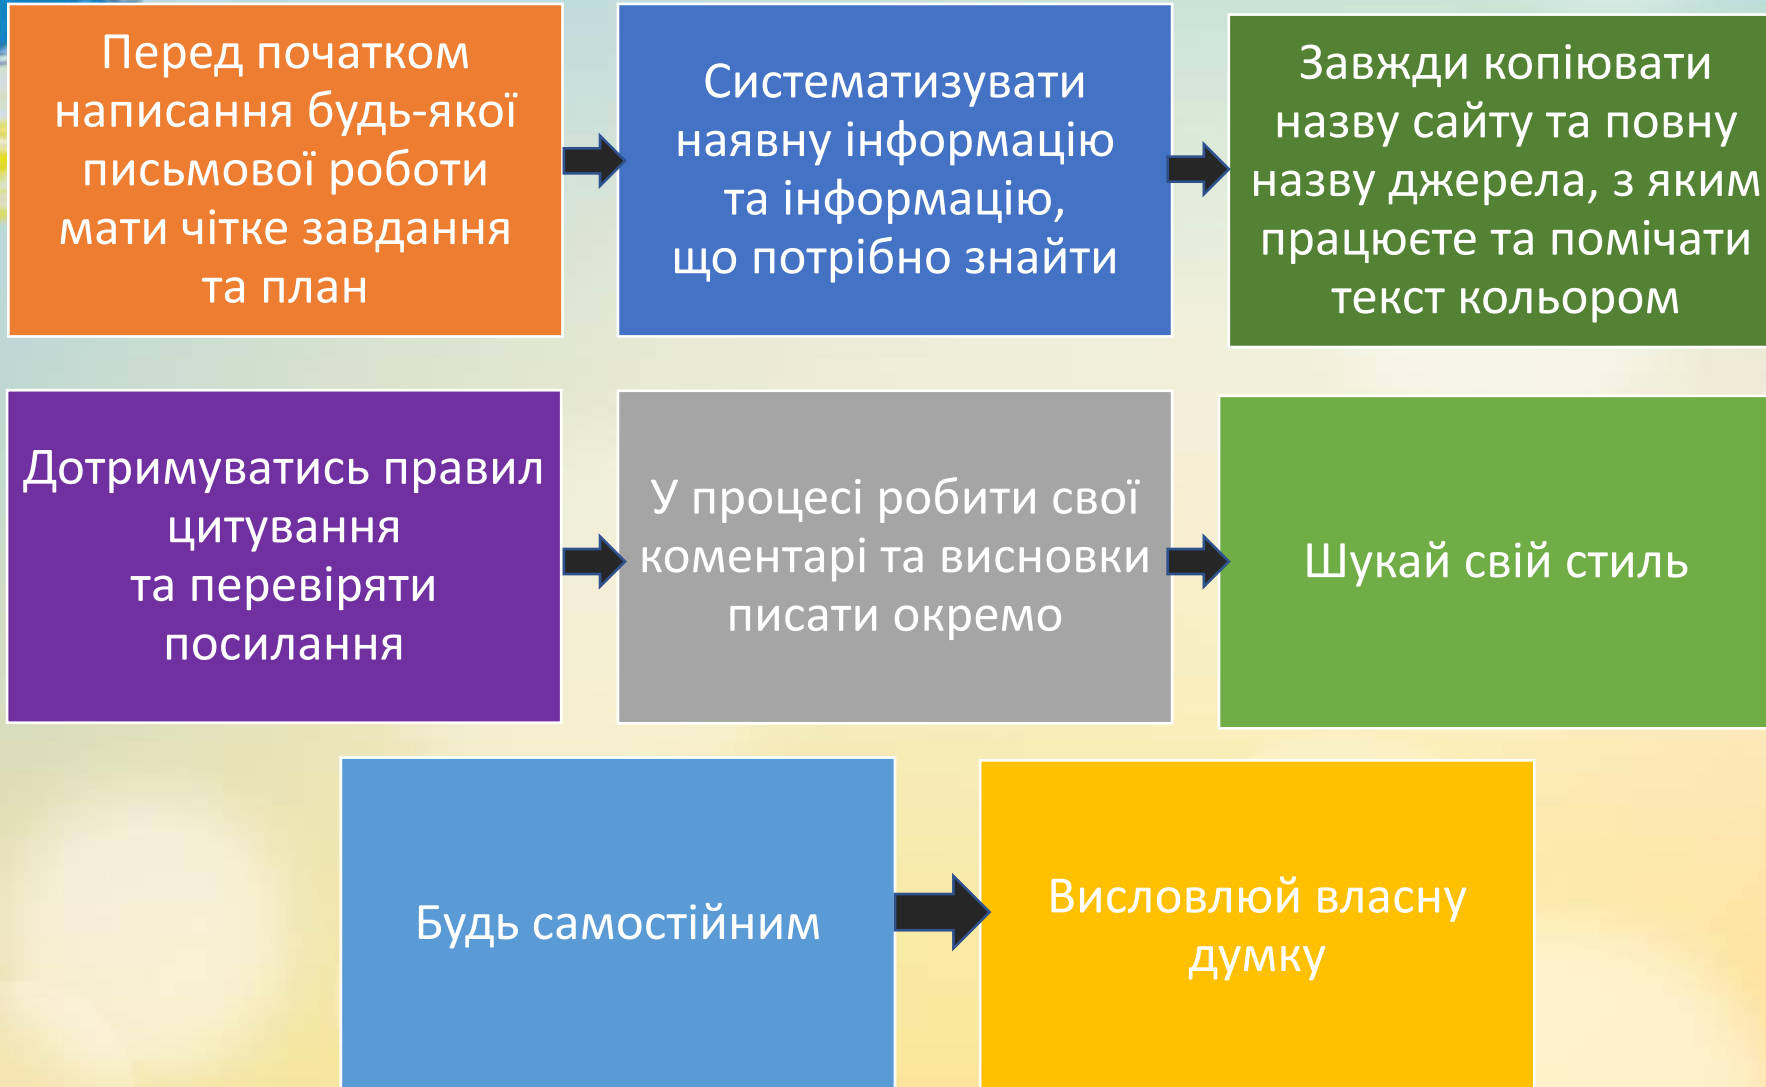 Перед початком
написання будь-якої
письмової роботи
мати чітке завдання
та план
Систематизувати
наявну інформацію
та інформацію,
що потрібно знайти
Завжди копіювати
назву сайту та повну
назву джерела, з яким
працюєте та помічати
текст кольором
Дотримуватись правил
цитування
та перевіряти
посилання
У процесі робити свої
коментарі та висновки
писати окремо
Шукай свій стиль
Будь самостійним
Висловлюй власну
думку